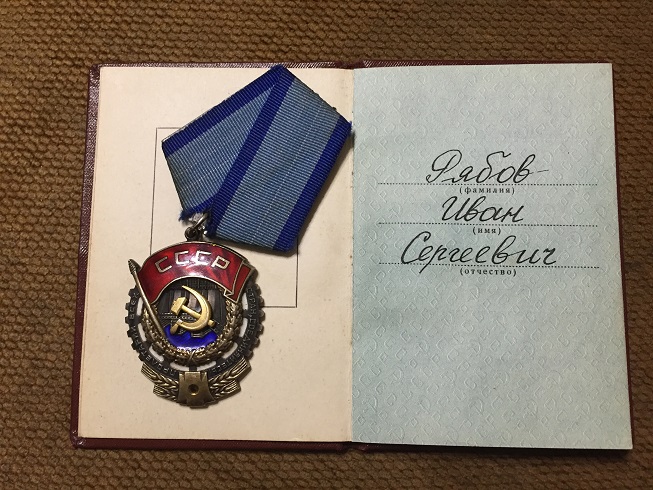 СССР
Рябов
(фамилия)
Иван
(имя)
Сергеевич
(отчество)